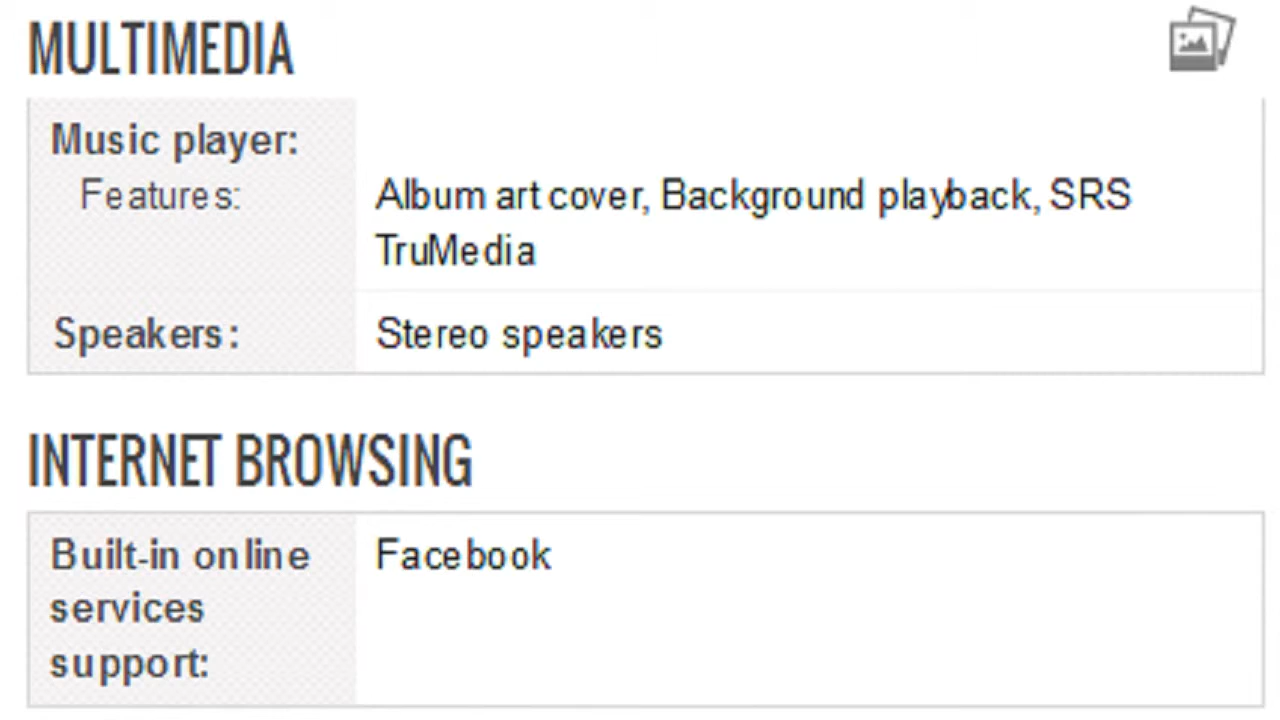 MULTIMEDIA
Music player:
Features: Album art cover, Background playback, SRS
TruMedia
Speakers: Stereo speakers
INTERNET BROWSING
Built-in online Facebook
services
support: